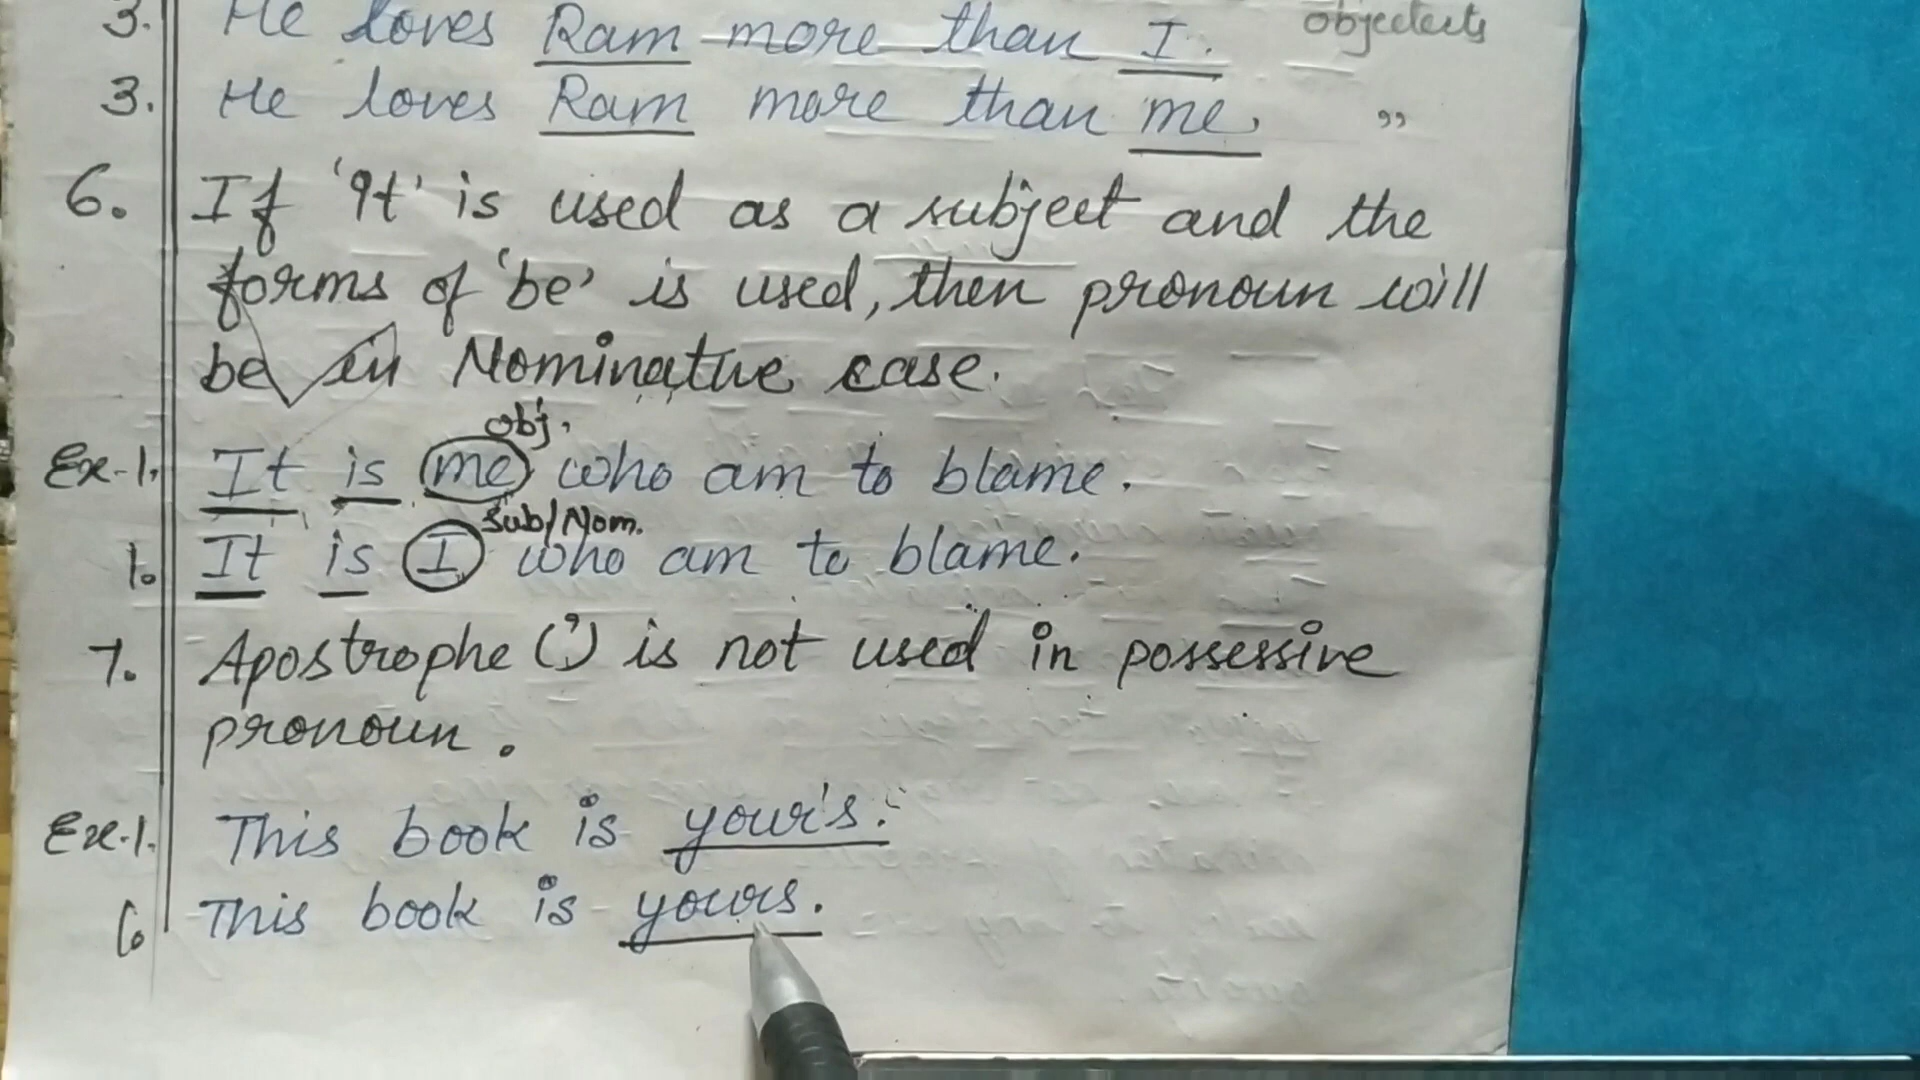 3. He loves Ram more than I. objectects
3. He loves Ram more than me. ”
6. If 'It' is used as a subject and the
forms of 'be' is used, then pronoun will
be in Nominative case.
obj.
Ex-1. It is me who am to blame.
Sub/Nom.
1. It is I who am to blame.
7. Apostrophe (') is not used in possessive
pronoun.
Ex.1. This book is your's.
This book is yours.